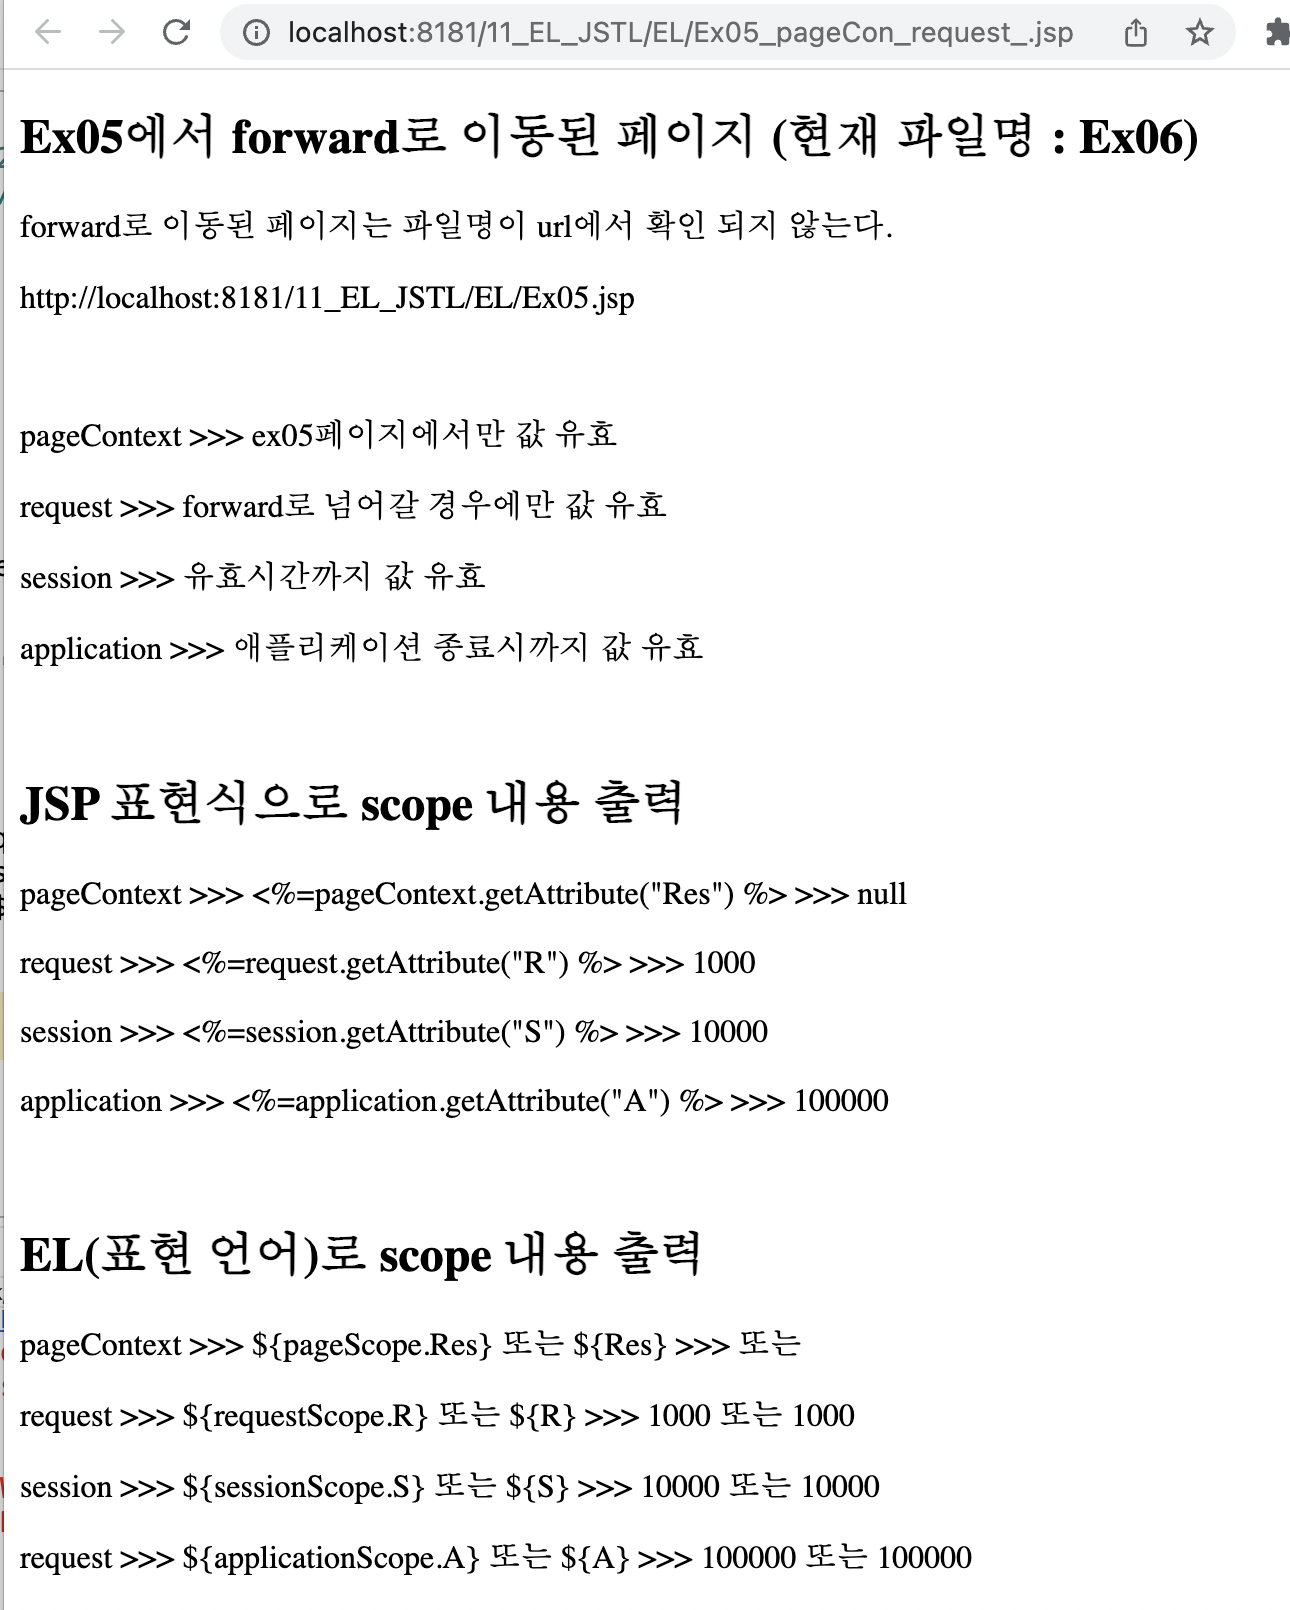 localhost:8181/11_EL_JSTL/EL/Ex05_pageCon_request_.jsp
Ex05에서 forward로 이동된 페이지 (현재 파일명 : Ex06)
forward로 이동된 페이지는 파일명이 url에서 확인 되지 않는다.
http://localhost:8181/11_EL_JSTL/EL/Ex05.jsp
pageContext >>> ex05페이지에서만 값 유효
request >>> forward로 넘어갈 경우에만 값 유효
session >>> 유효시간까지 값 유효
application >>> 애플리케이션 종료시까지 값 유효
JSP 표현식으로 scope 내용 출력
pageContext >>> <%=pageContext.getAttribute("Res") %> >>> null
request >>> <%=request.getAttribute("R") %> >>> 1000
session >>> <%=session.getAttribute("S") %> >>> 10000
application >>> <%=application.getAttribute("A") %> >>> 100000
EL(표현 언어)로 scope 내용 출력
pageContext >>> ${pageScope.Res} 또는 ${Res} >>> 또는
request >>> ${requestScope.R} 또는 ${R} >>> 1000 또는 1000
session >>> ${sessionScope.S} 또는 ${S} >>> 10000 또는 10000
request >>> ${applicationScope.A} 또는 ${A} >>> 100000 또는 100000